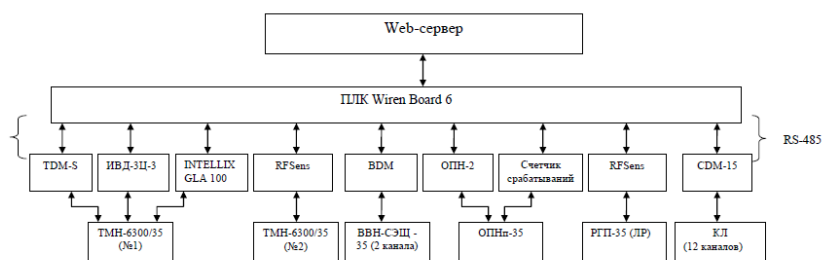 Web-сервер
ПЛК Wiren Board 6
RS-485
TDM-S
ИВД-3Ц-3
INTELLIX
GLA 100
RFSens
BDM
ОПН-2
Счетчик
срабатываний
RFSens
CDM-15
ТМН-6300/35
(№1)
ТМН-6300/35
(№2)
ВВН-СЭЩ -
35 (2 канала)
ОПНп-35
РГП-35 (ЛР)
КЛ
(12 каналов)